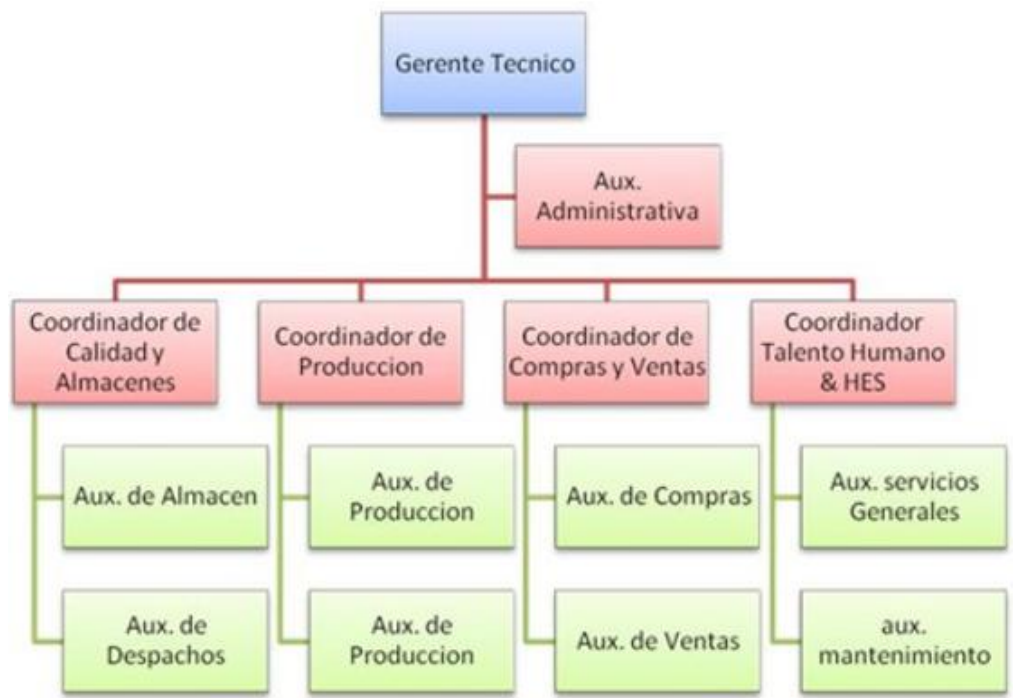 Gerente Tecnico
Aux.
Administrativa
Coordinador de
Calidad y
Almacenes
Coordinador de
Produccion
Coordinador de
Compras y Ventas
Coordinador
Talento Humano
& HES
Aux. de Almacen
Aux. de
Produccion
Aux. de Compras
Aux. servicios
Generales
Aux. de
Despachos
Aux. de
Produccion
Aux. de Ventas
aux.
mantenimiento